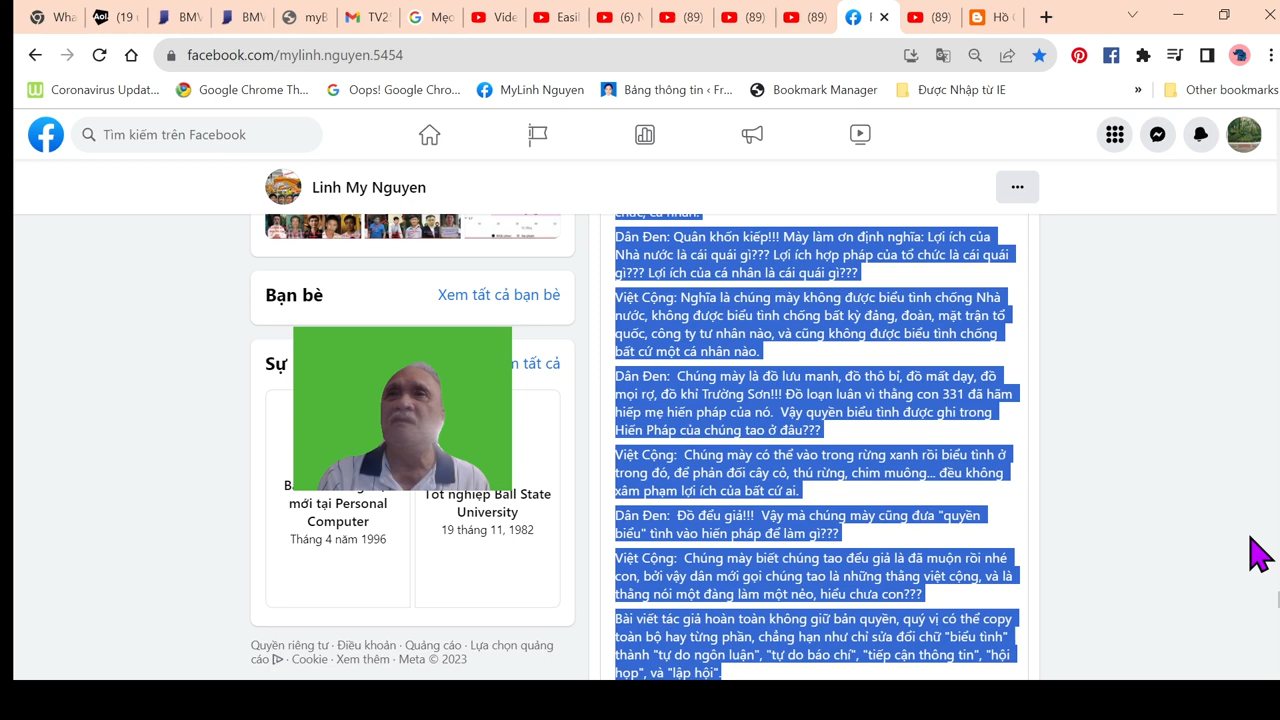 Wha
Aol.
(19
BMV
BMV
myB
TV2
Mẹo
Vide
Easil
(6) N
(89)
(89)
(89)
(89)
Hồ
facebook.com/mylinh.nguyen.5454
Coronavirus Updat...
Google Chrome Th...
Oops! Google Chro...
MyLinh Nguyen
Bảng thông tin ‹ Fr...
Bookmark Manager
Được Nhập từ IE
»
Other bookmarks
Tìm kiếm trên Facebook
Linh My Nguyen
chức, cá nhân.
Dân Đen: Quân khốn kiếp!!! Mày làm ơn định nghĩa: Lợi ích của
Nhà nước là cái quái gì??? Lợi ích hợp pháp của tổ chức là cái quái
gì??? Lợi ích của cá nhân là cái quái gì???
Việt Cộng: Nghĩa là chúng mày không được biểu tình chống Nhà
nước, không được biểu tình chống bất kỳ đảng, đoàn, mặt trận tổ
quốc, công ty tư nhân nào, và cũng không được biểu tình chống
bất cứ một cá nhân nào.
Dân Đen: Chúng mày là đồ lưu manh, đồ thô bỉ, đồ mất dạy, đồ
mọi rợ, đồ khỉ Trường Sơn!!! Đồ loạn luân vì thằng con 331 đã hãm
hiếp mẹ hiến pháp của nó. Vậy quyền biểu tình được ghi trong
Hiến Pháp của chúng tao ở đâu???
Việt Cộng: Chúng mày có thể vào trong rừng xanh rồi biểu tình ở
trong đó, để phản đối cây cỏ, thú rừng, chim muông... đều không
xâm phạm lợi ích của bất cứ ai.
Dân Đen: Đồ đểu giả!!! Vậy mà chúng mày cũng đưa "quyền
biểu" tình vào hiến pháp để làm gì???
Việt Cộng: Chúng mày biết chúng tao đểu giả là đã muộn rồi nhé
con, bởi vậy dân mới gọi chúng tao là những thằng việt cộng, và là
thằng nói một đàng làm một nẻo, hiểu chưa con???
Bài viết tác giả hoàn toàn không giữ bản quyền, quý vị có thể copy
toàn bộ hay từng phần, chẳng hạn như chỉ sửa đổi chữ "biểu tình"
thành "tự do ngôn luận", "tự do báo chí", "tiếp cận thông tin", "hội
họp", và "lập hội".
Bạn bè
Xem tất cả bạn bè
Sự
tất cả
mới tại Personal
Computer
Tháng 4 năm 1996
Tốt nghiệp Ball State
University
19 tháng 11, 1982
Quyền riêng tư · Điều khoản · Quảng cáo · Lựa chọn quảng
cáo · Cookie · Xem thêm · Meta © 2023